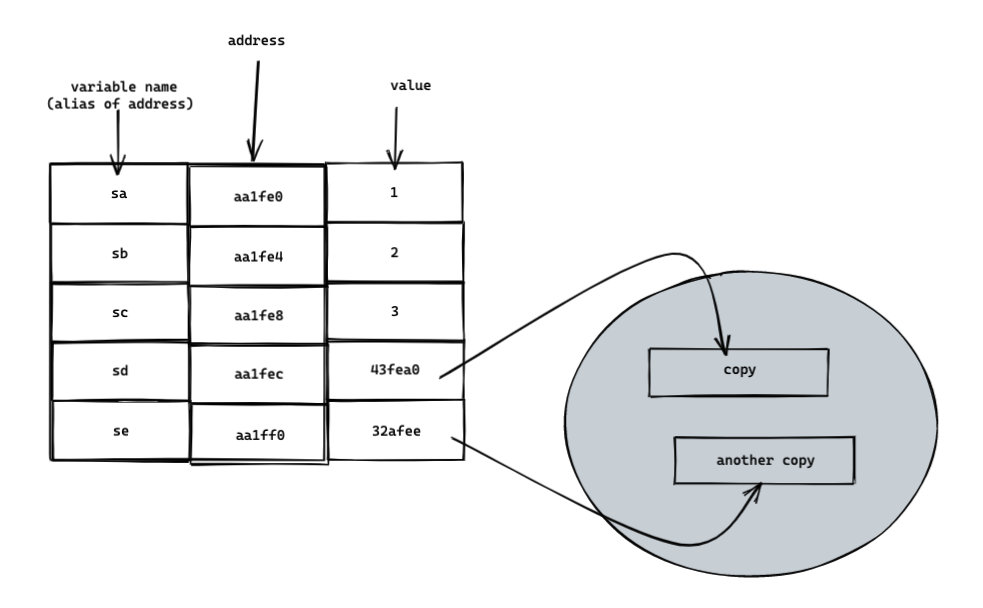 address
variable name
(alias of address)
value
sa aa1fe0 1
sb aa1fe4 2
sc aa1fe8 3
sd aa1fec 43fea0
se aa1ff0 32afee
copy
another copy